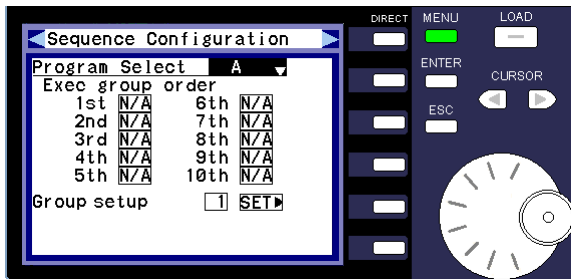 Sequence Configuration
Program Select A
Exec group order
1st N/A 6th N/A
2nd N/A 7th N/A
3rd N/A 8th N/A
4th N/A 9th N/A
5th N/A 10th N/A
Group setup 1 SET
DIRECT
MENU
LOAD
ENTER
CURSOR
ESC